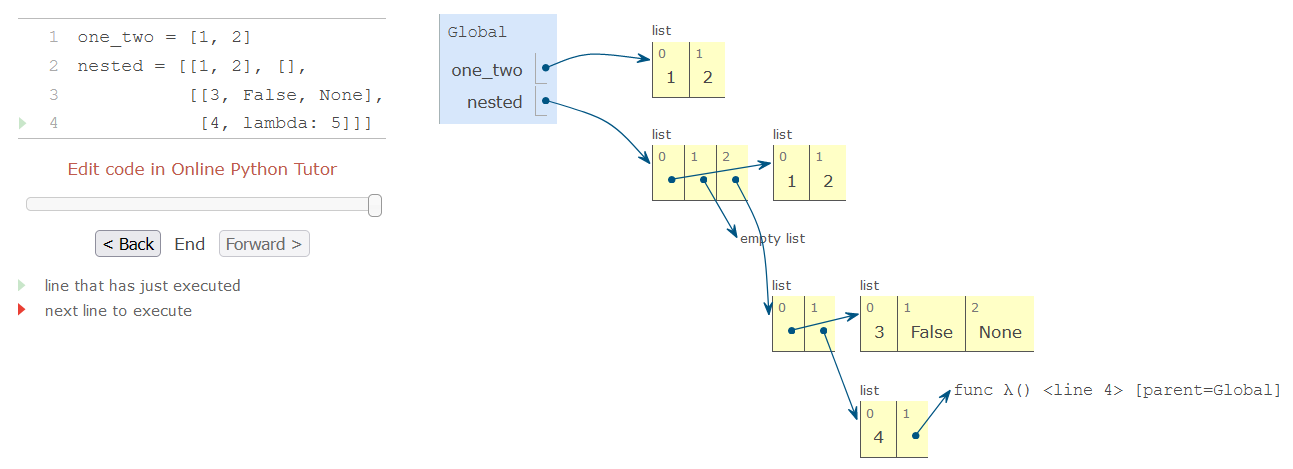 1 one_two = [1, 2]
2 nested = [[1, 2], [],
3 [[3, False, None],
4 [4, lambda: 5]]]
Edit code in Online Python Tutor
< Back End Forward >
line that has just executed
next line to execute
Global
one_two
nested
list
0 1
1 2
list
0 1 2
list
0 1
1 2
empty list
list
0 1
list
0 1 2
3 False None
list
0 1
4
func λ() <line 4> [parent=Global]